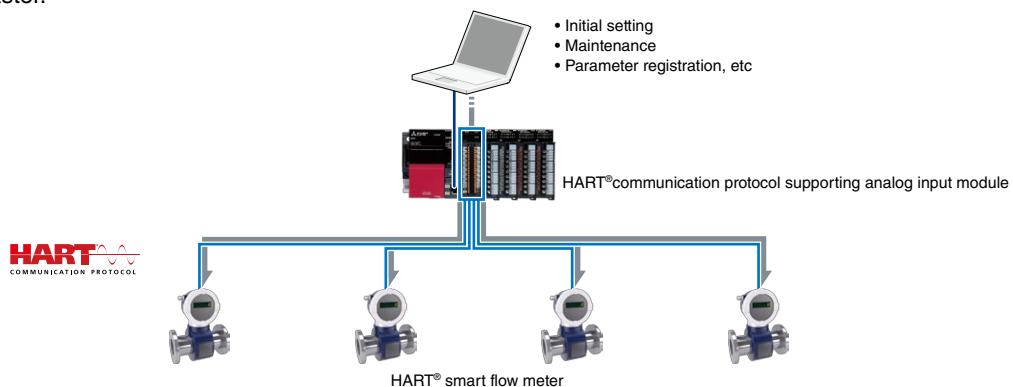 • Initial setting
• Maintenance
• Parameter registration, etc
HART®communication protocol supporting analog input module
HART
COMMUNICATION PROTOCOL
HART® smart flow meter